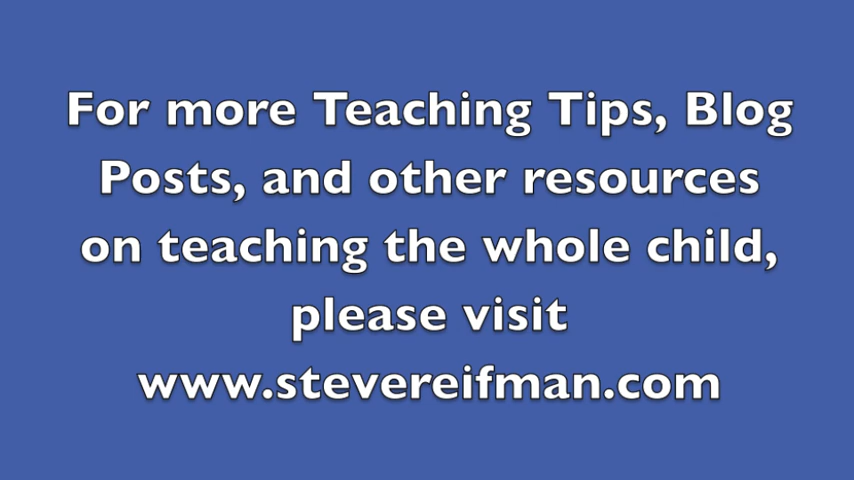 For more Teaching Tips, Blog
Posts, and other resources
on teaching the whole child,
please visit
www.stevereifman.com